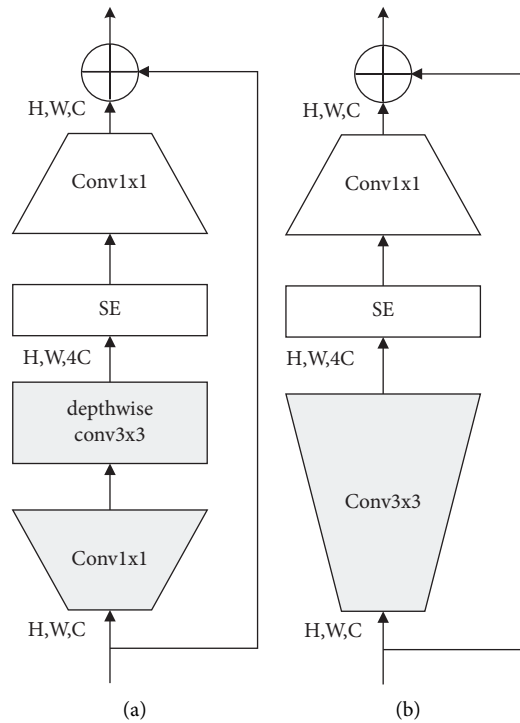 H,W,C
Conv1x1
SE
H,W,4C
depthwise
conv3x3
Conv1x1
H,W,C
(a)
H,W,C
Conv1x1
SE
H,W,4C
Conv3x3
H,W,C
(b)